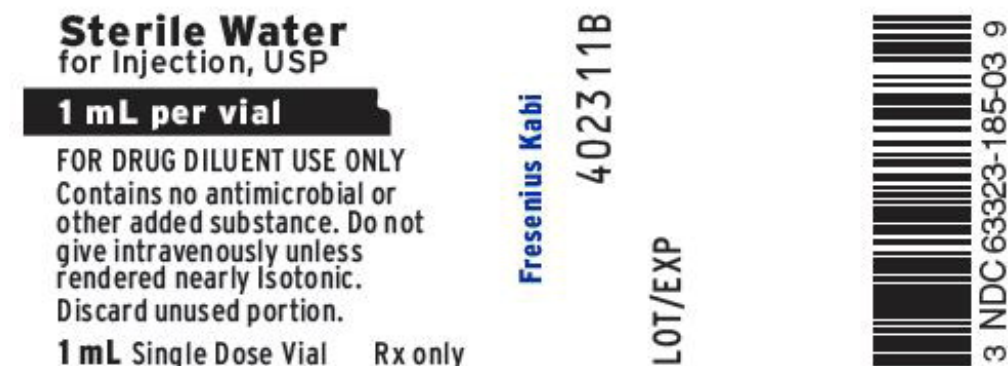 Sterile Water
for Injection, USP
1 mL per vial
FOR DRUG DILUENT USE ONLY
Contains no antimicrobial or
other added substance. Do not
give intravenously unless
rendered nearly Isotonic.
Discard unused portion.
1 mL Single Dose Vial Rx only
Fresenius Kabi
402311B
LOT/EXP
3 NDC 63323-185-03 9